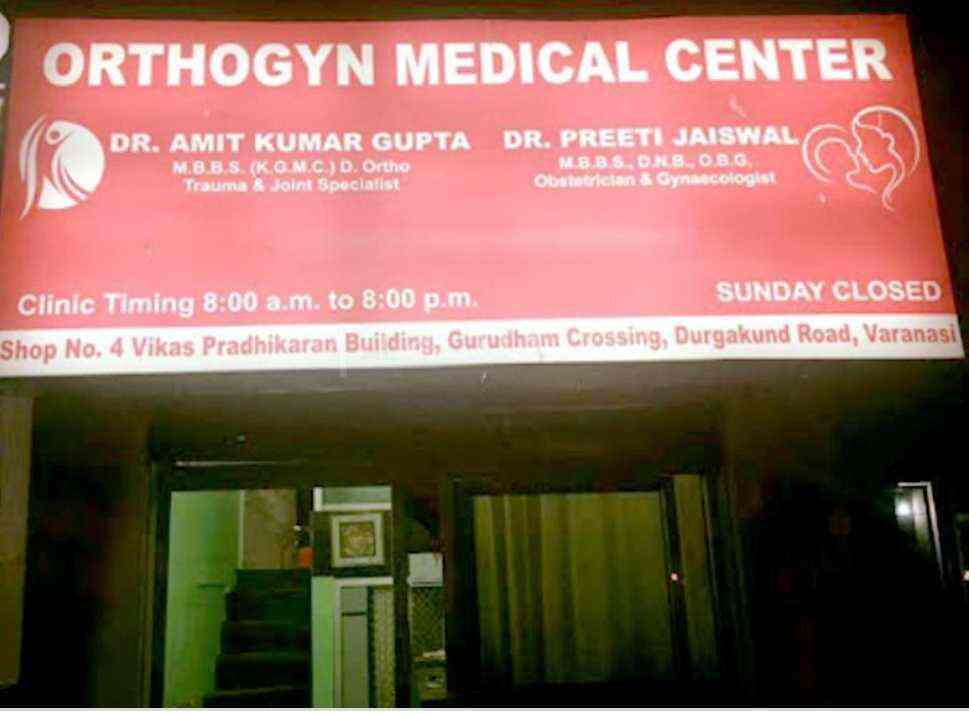 ORTHOGYN MEDICAL CENTER
DR. AMIT KUMAR GUPTA
M.B.B.S. (K.G.M.C.) D. Ortho
Trauma & Joint Specialist
DR. PREETI JAISWAL
M.B.B.S., D.N.B., O.B.G,
Obstetrician & Gynaecologist
Clinic Timing 8:00 a.m. to 8:00 p.m.
SUNDAY CLOSED
Shop No. 4 Vikas Pradhikaran Building, Gurudham Crossing, Durgakund Road, Varanasi